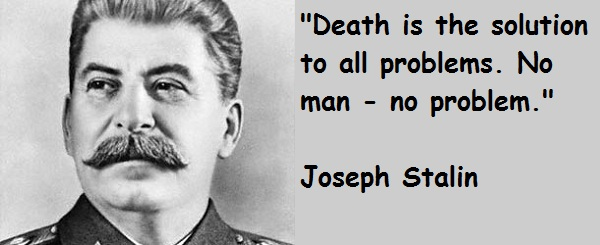 "Death is the solution
to all problems. No
man - no problem."
Joseph Stalin